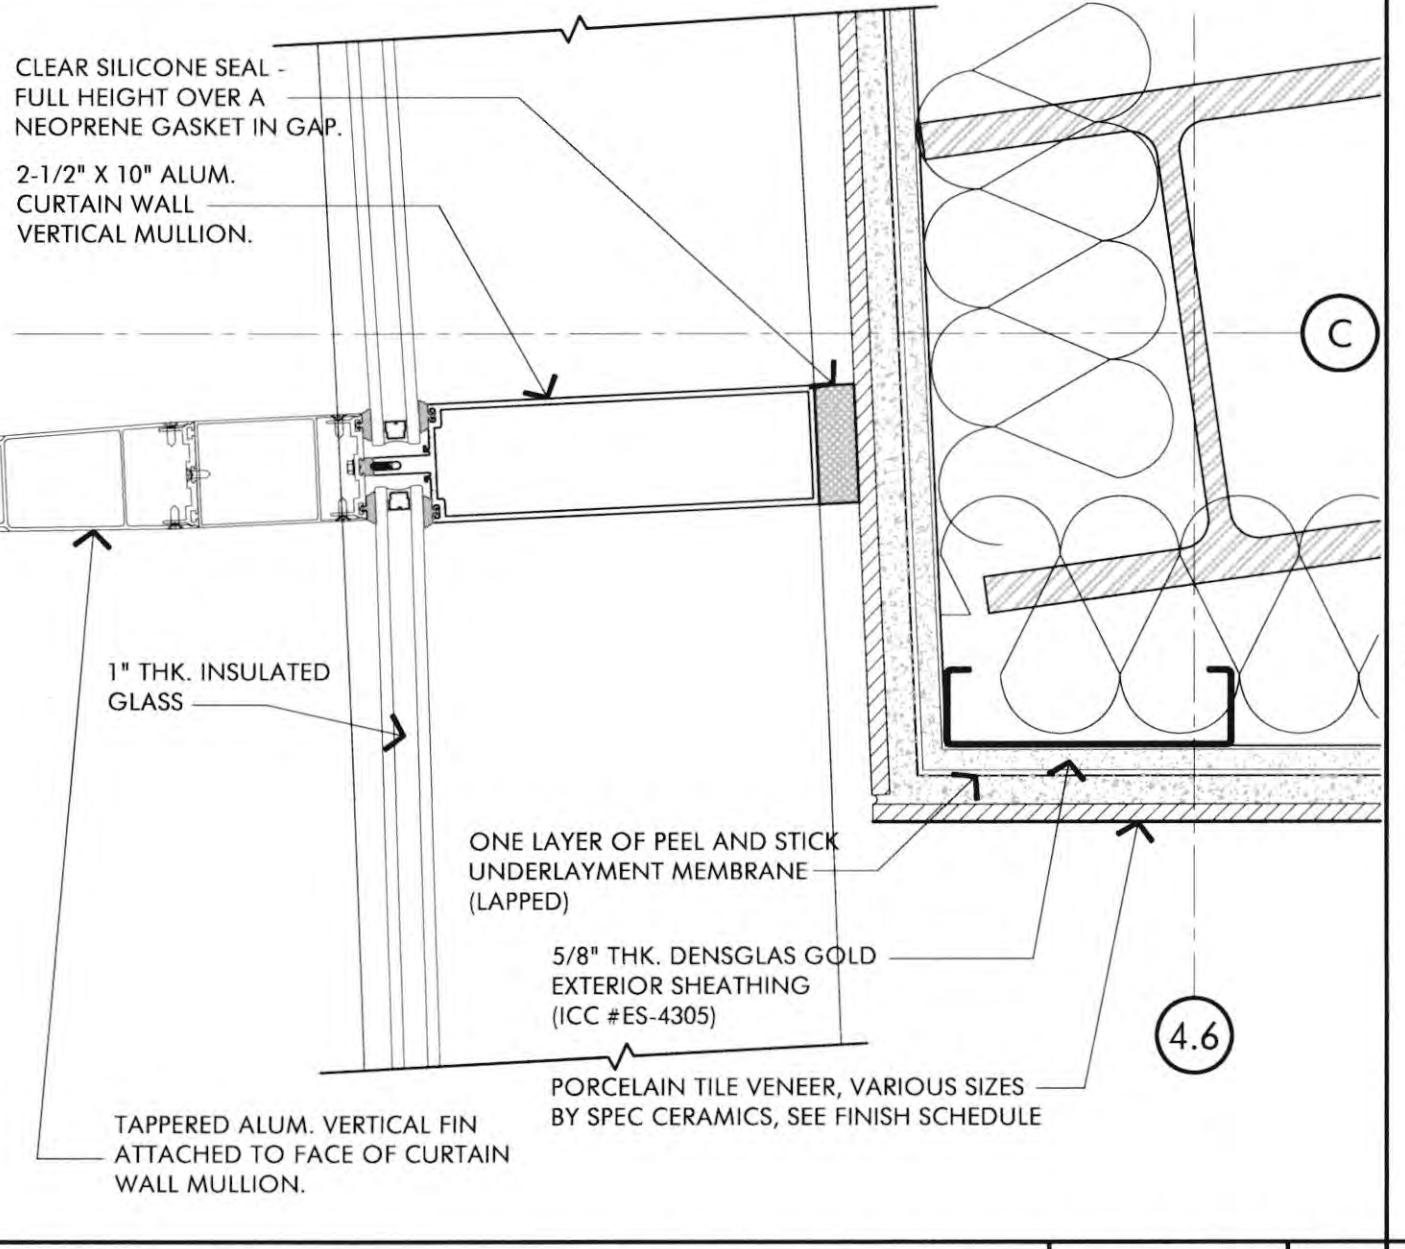 CLEAR SILICONE SEAL -
FULL HEIGHT OVER A
NEOPRENE GASKET IN GAP.
2-1/2" X 10" ALUM.
CURTAIN WALL
VERTICAL MULLION.
C
1" THK. INSULATED
GLASS
ONE LAYER OF PEEL AND STICK
UNDERLAYMENT MEMBRANE
(LAPPED)
5/8" THK. DENSGLAS GOLD
EXTERIOR SHEATHING
(ICC #ES-4305)
4.6
PORCELAIN TILE VENEER, VARIOUS SIZES
BY SPEC CERAMICS, SEE FINISH SCHEDULE
TAPPERED ALUM. VERTICAL FIN
ATTACHED TO FACE OF CURTAIN
WALL MULLION.